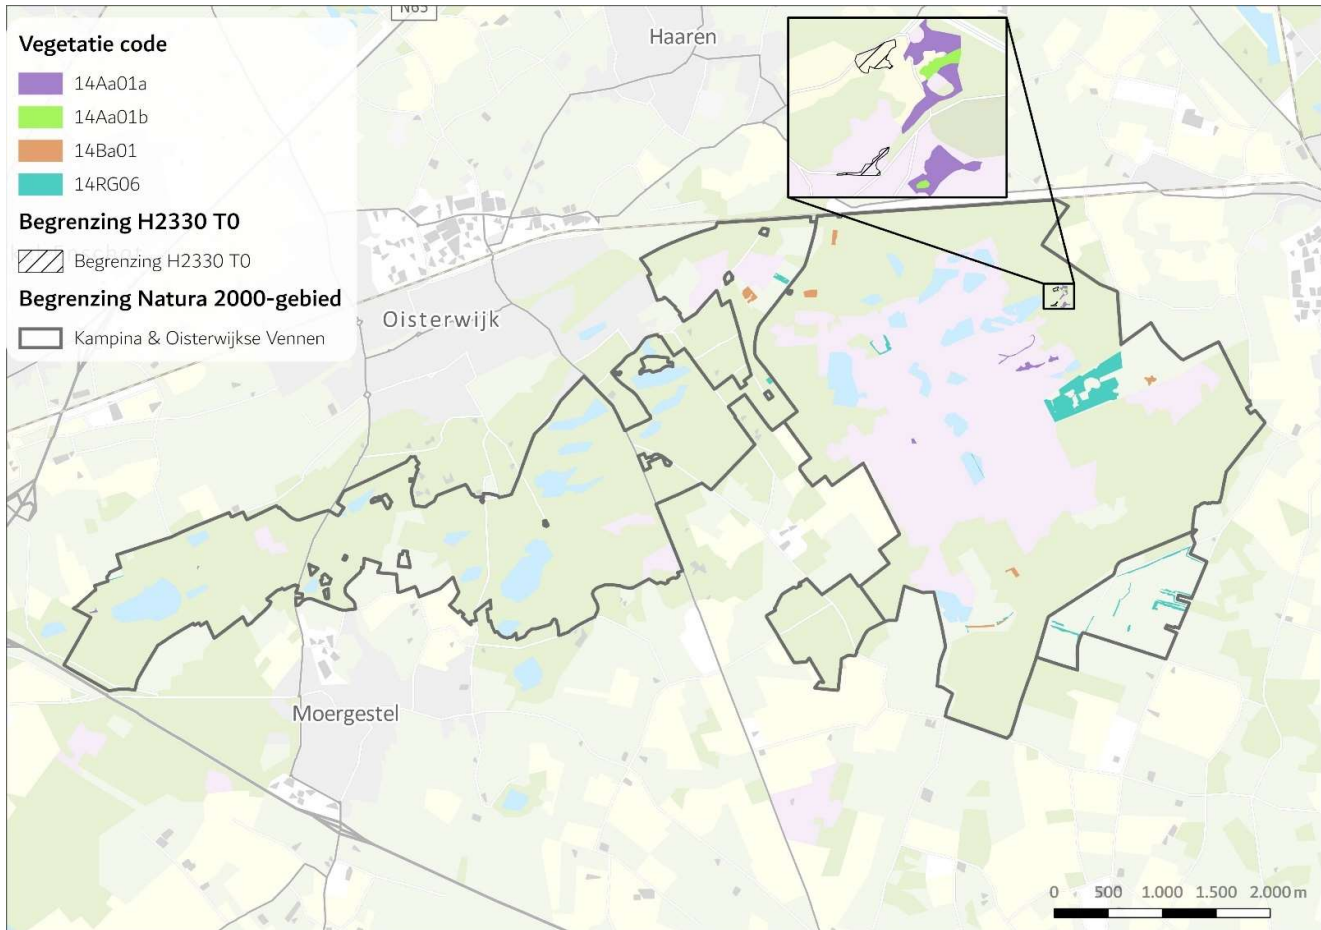 N65
Haaren
Vegetatie code
14Aa01a
14Aa01b
14Ba01
14RG06
Begrenzing H2330 T0
Begrenzing H2330 T0
Begrenzing Natura 2000-gebied
Kampina & Oisterwijkse Vennen
Oisterwijk
Moergestel
0 500 1.000 1.500 2.000 m